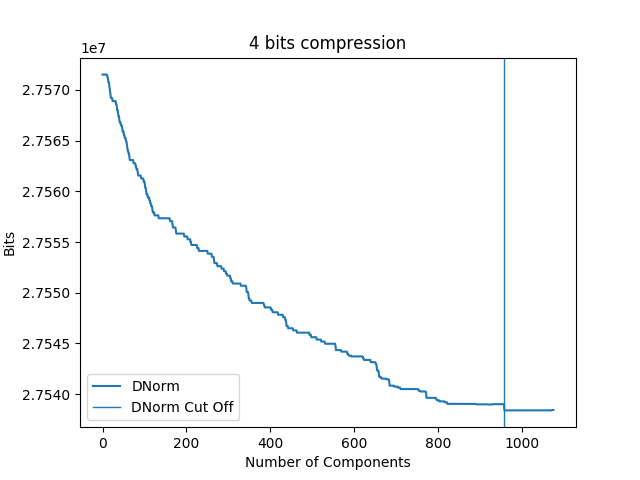 4 bits compression
1e7
2.7570
2.7565
2.7560
2.7555
2.7550
2.7545
2.7540
Bits
DNorm
DNorm Cut Off
0 200 400 600 800 1000
Number of Components